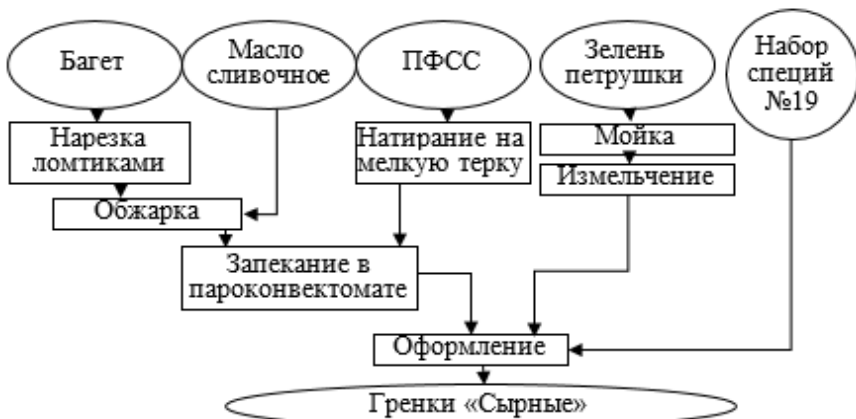 Багет
Масло
сливочное
ПФСС
Зелень
петрушки
Набор
специй
№19
Нарезка
ломтиками
Натирание на
мелкую терку
Мойка
Измельчение
Обжарка
Запекание в
пароконвектомате
Оформление
Гренки «Сырные»